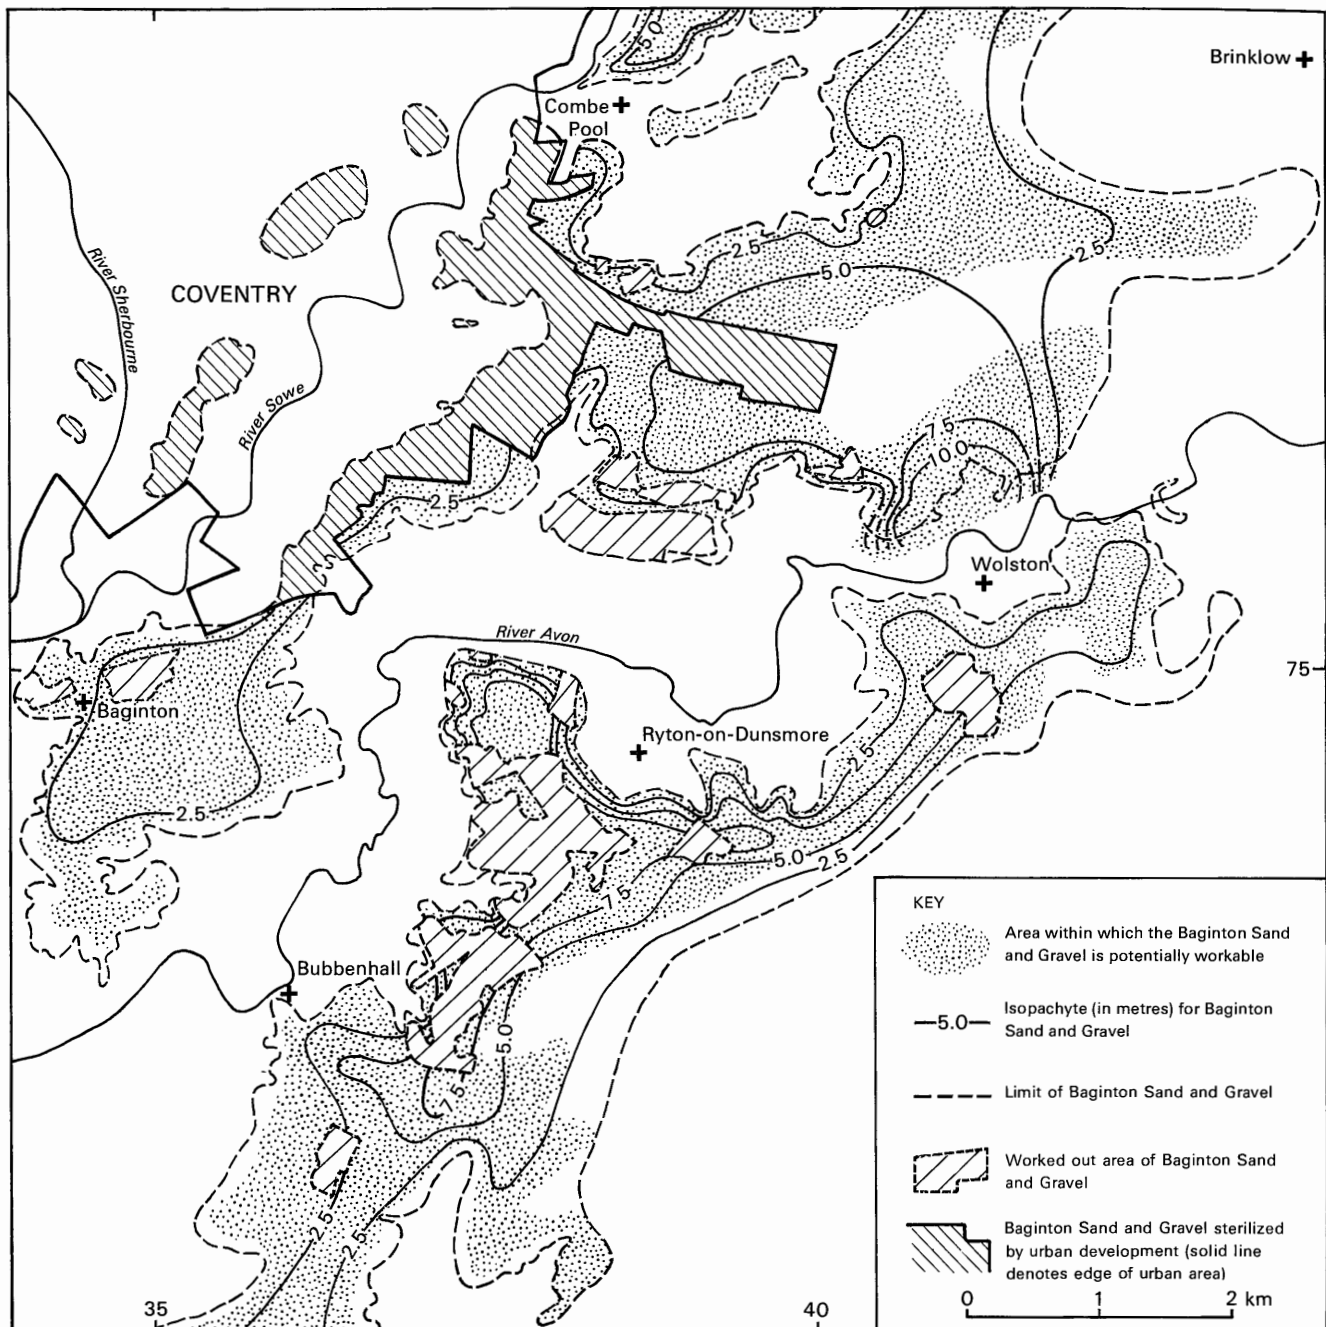 5.0
Brinklow
Combe
Pool
River Sherbourne
COVENTRY
2.5
5.0
2.5
River Sowe
7.5
10.0
2.5
Wolston
River Avon
75
Baginton
Ryton-on-Dunsmore
2.5
2.5
5.0
2.5
7.5
Bubbenhall
5.0
7.5
2.5
2.5
35
40
KEY
Area within which the Baginton Sand
and Gravel is potentially workable
5.0
Isopachyte (in metres) for Baginton
Sand and Gravel
Limit of Baginton Sand and Gravel
Worked out area of Baginton Sand
and Gravel
Baginton Sand and Gravel sterilized
by urban development (solid line
denotes edge of urban area)
0 1 2 km